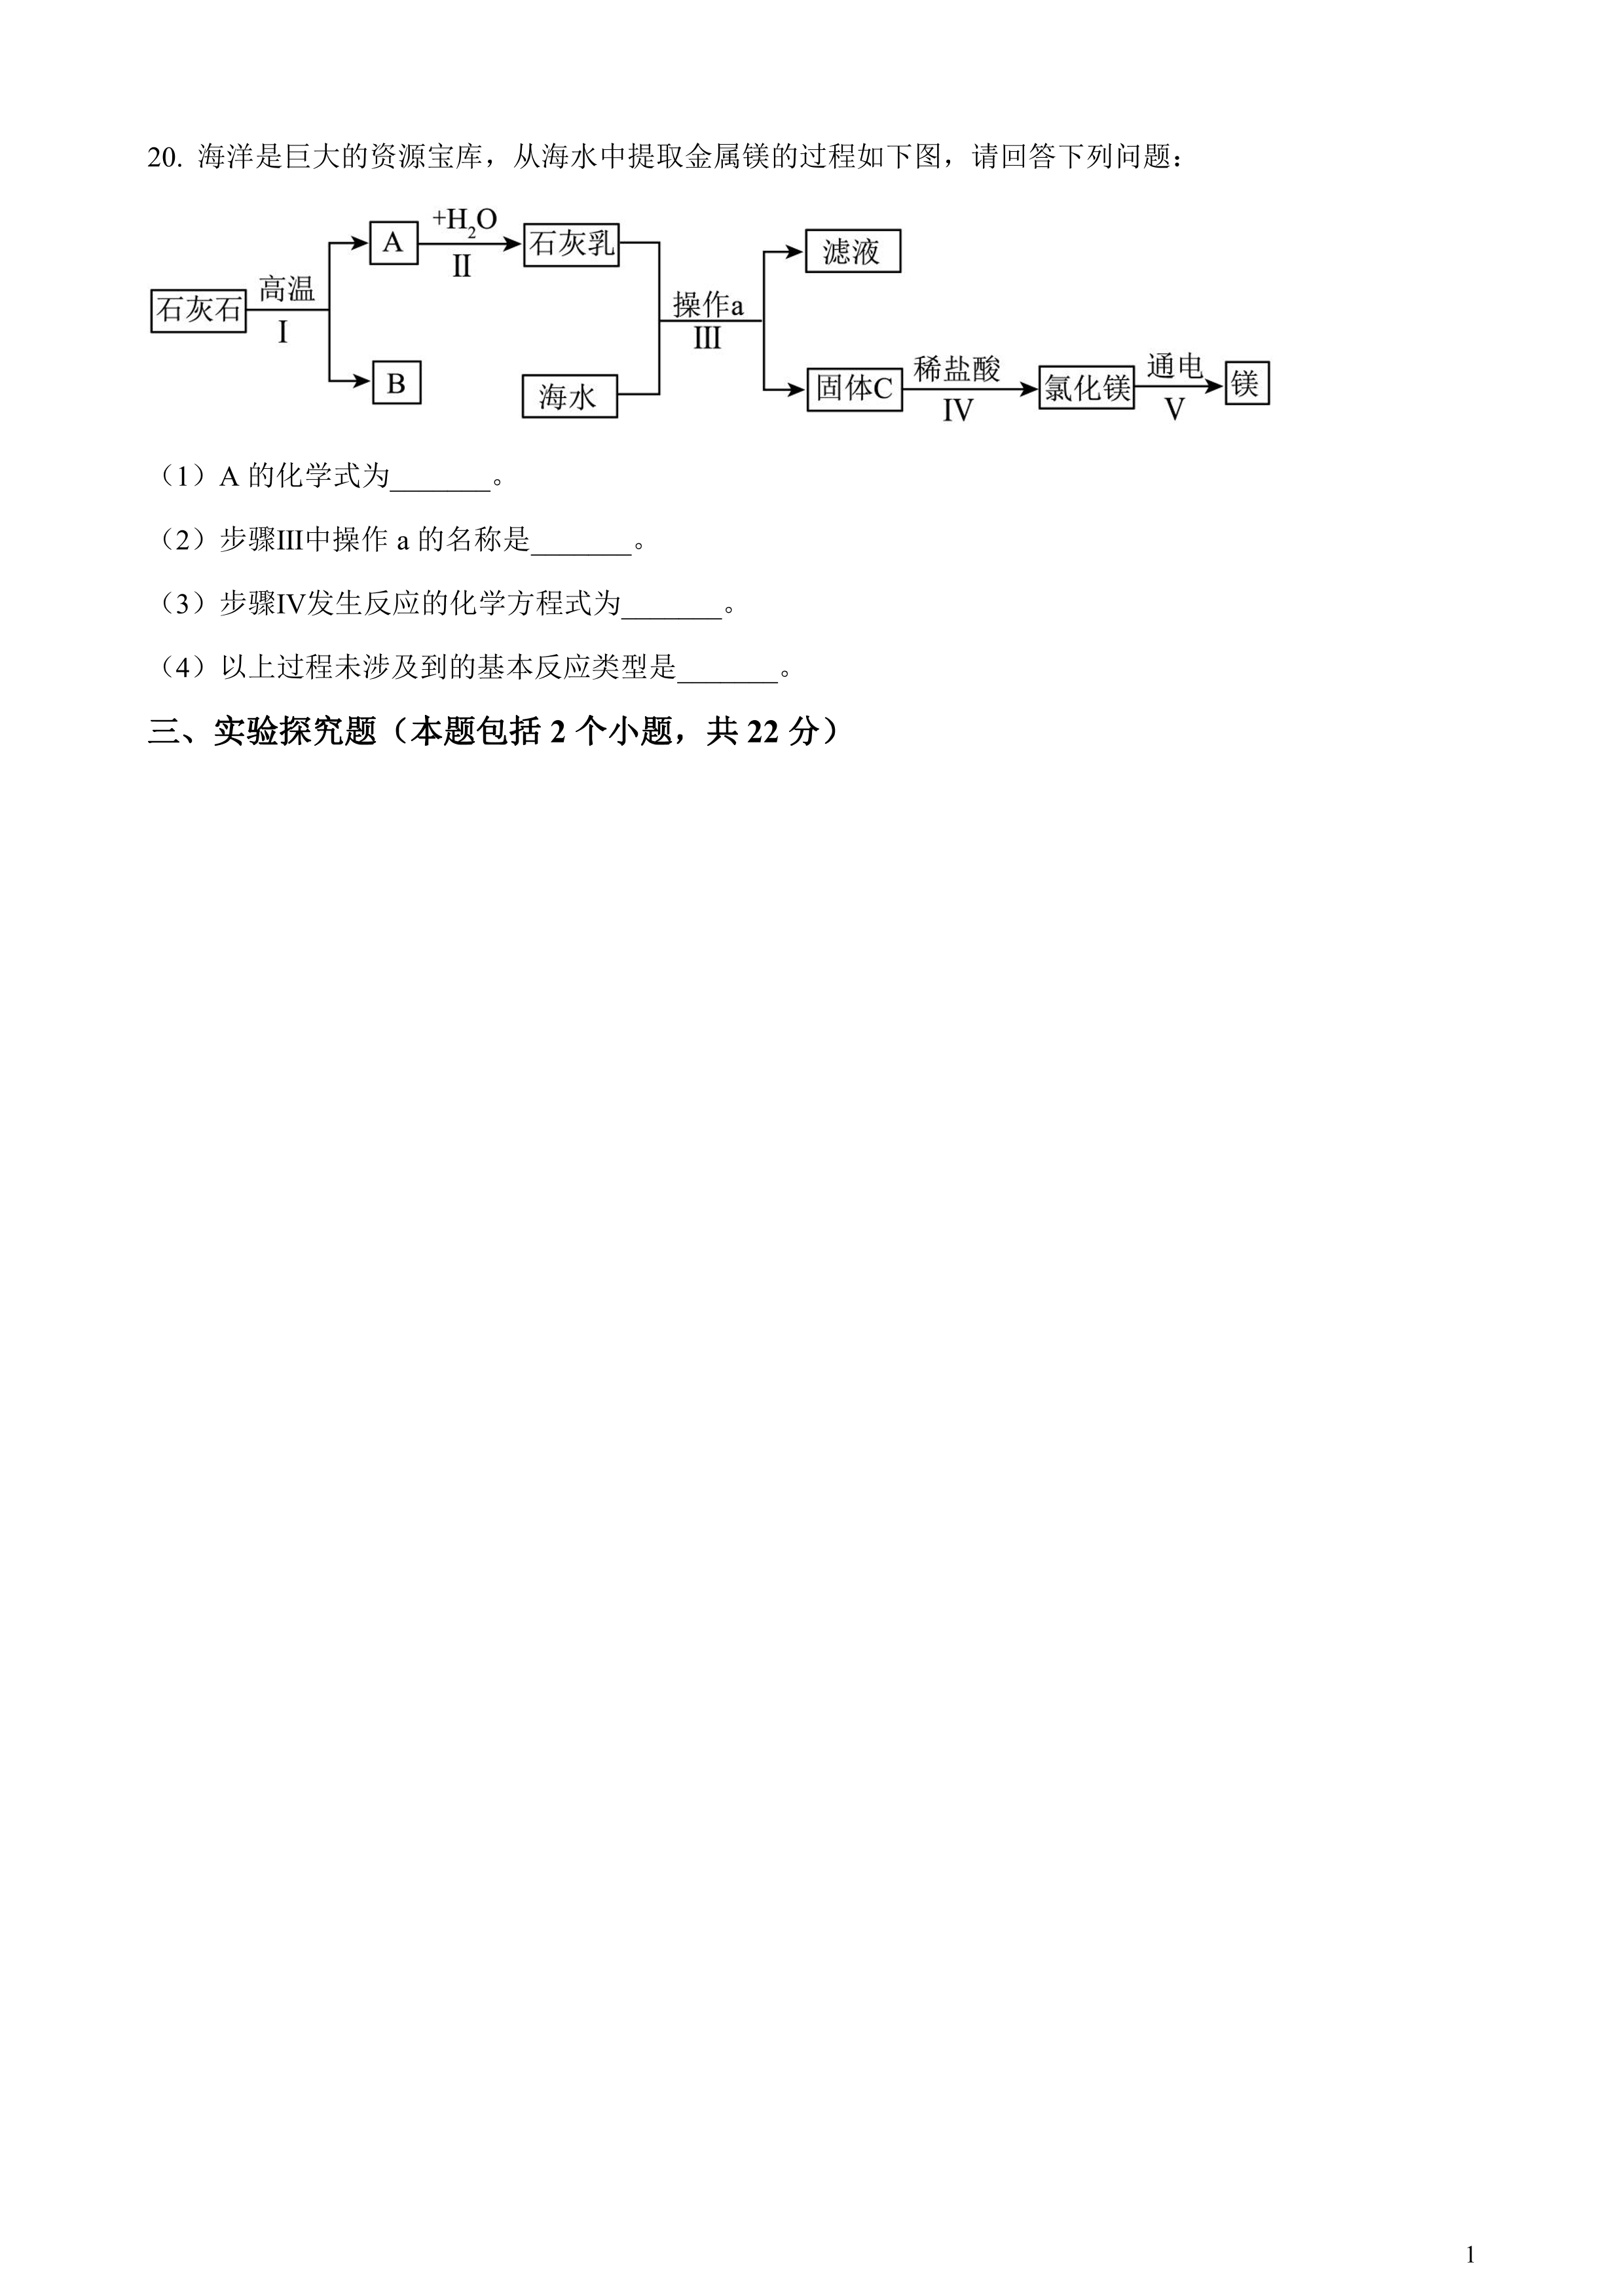 20. 海洋是巨大的资源宝库，从海水中提取金属镁的过程如下图，请回答下列问题：
石灰石
高温
Ⅰ
A
B
+H₂O
Ⅱ
石灰乳
海水
操作a
Ⅲ
滤液
固体C
稀盐酸
Ⅳ
氯化镁
通电
Ⅴ
镁
（1）A 的化学式为_______。
（2）步骤Ⅲ中操作 a 的名称是_______。
（3）步骤Ⅳ发生反应的化学方程式为_______。
（4）以上过程未涉及到的基本反应类型是_______。
三、实验探究题（本题包括 2 个小题，共 22 分）
1